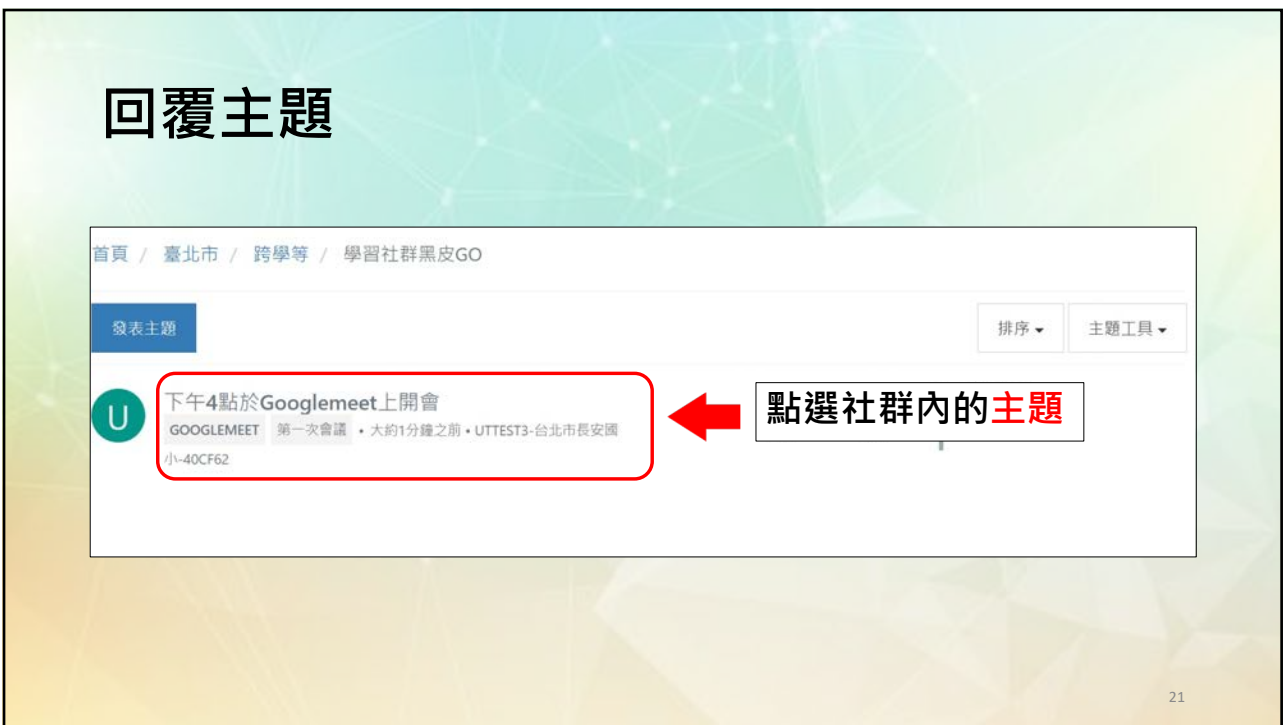 回覆主題
首頁 / 臺北市 / 跨學等 / 學習社群黑皮GO
發表主題
排序
主題工具
U
下午4點於Googlemeet上開會
GOOGLEMEET 第一次會議 • 大約1分鐘之前 • UTTEST3-台北市長安國
小-40CF62
點選社群內的主題
21